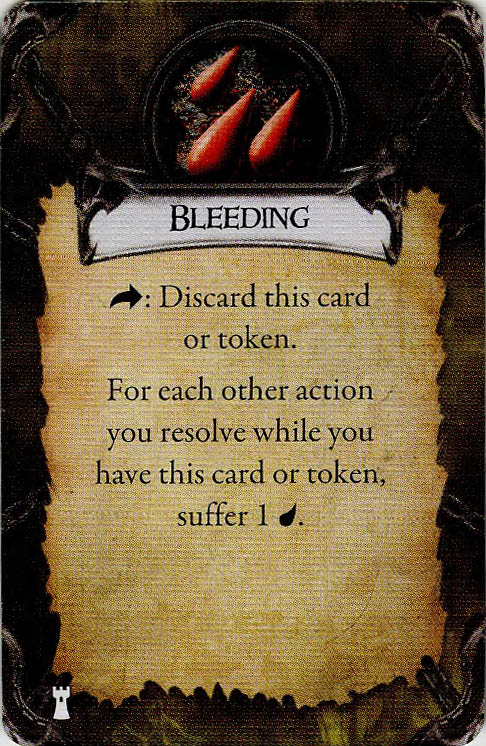 BLEEDING
: Discard this card
or token.
For each other action
you resolve while you
have this card or token,
suffer 1 .